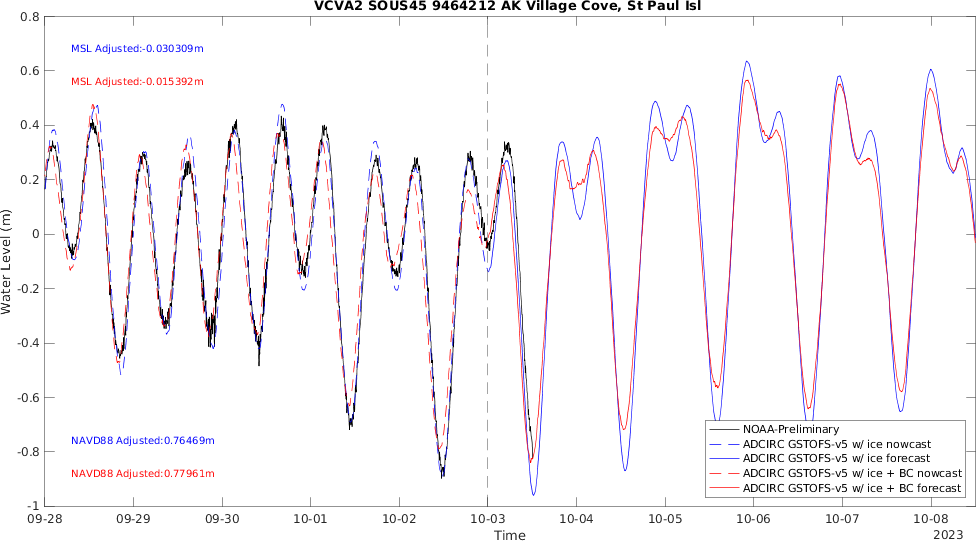 VCVA2 SOUS45 9464212 AK Village Cove, St Paul Isl
0.8
0.6
0.4
0.2
0
-0.2
-0.4
-0.6
-0.8
-1
Water Level (m)
MSL Adjusted:-0.030309m
MSL Adjusted:-0.015392m
NAVD88 Adjusted:0.76469m
NAVD88 Adjusted:0.77961m
NOAA-Preliminary
ADCIRC GSTOFS-v5 w/ ice nowcast
ADCIRC GSTOFS-v5 w/ ice forecast
ADCIRC GSTOFS-v5 w/ ice + BC nowcast
ADCIRC GSTOFS-v5 w/ ice + BC forecast
09-28 09-29 09-30 10-01 10-02 10-03 10-04 10-05 10-06 10-07 10-08
Time
2023